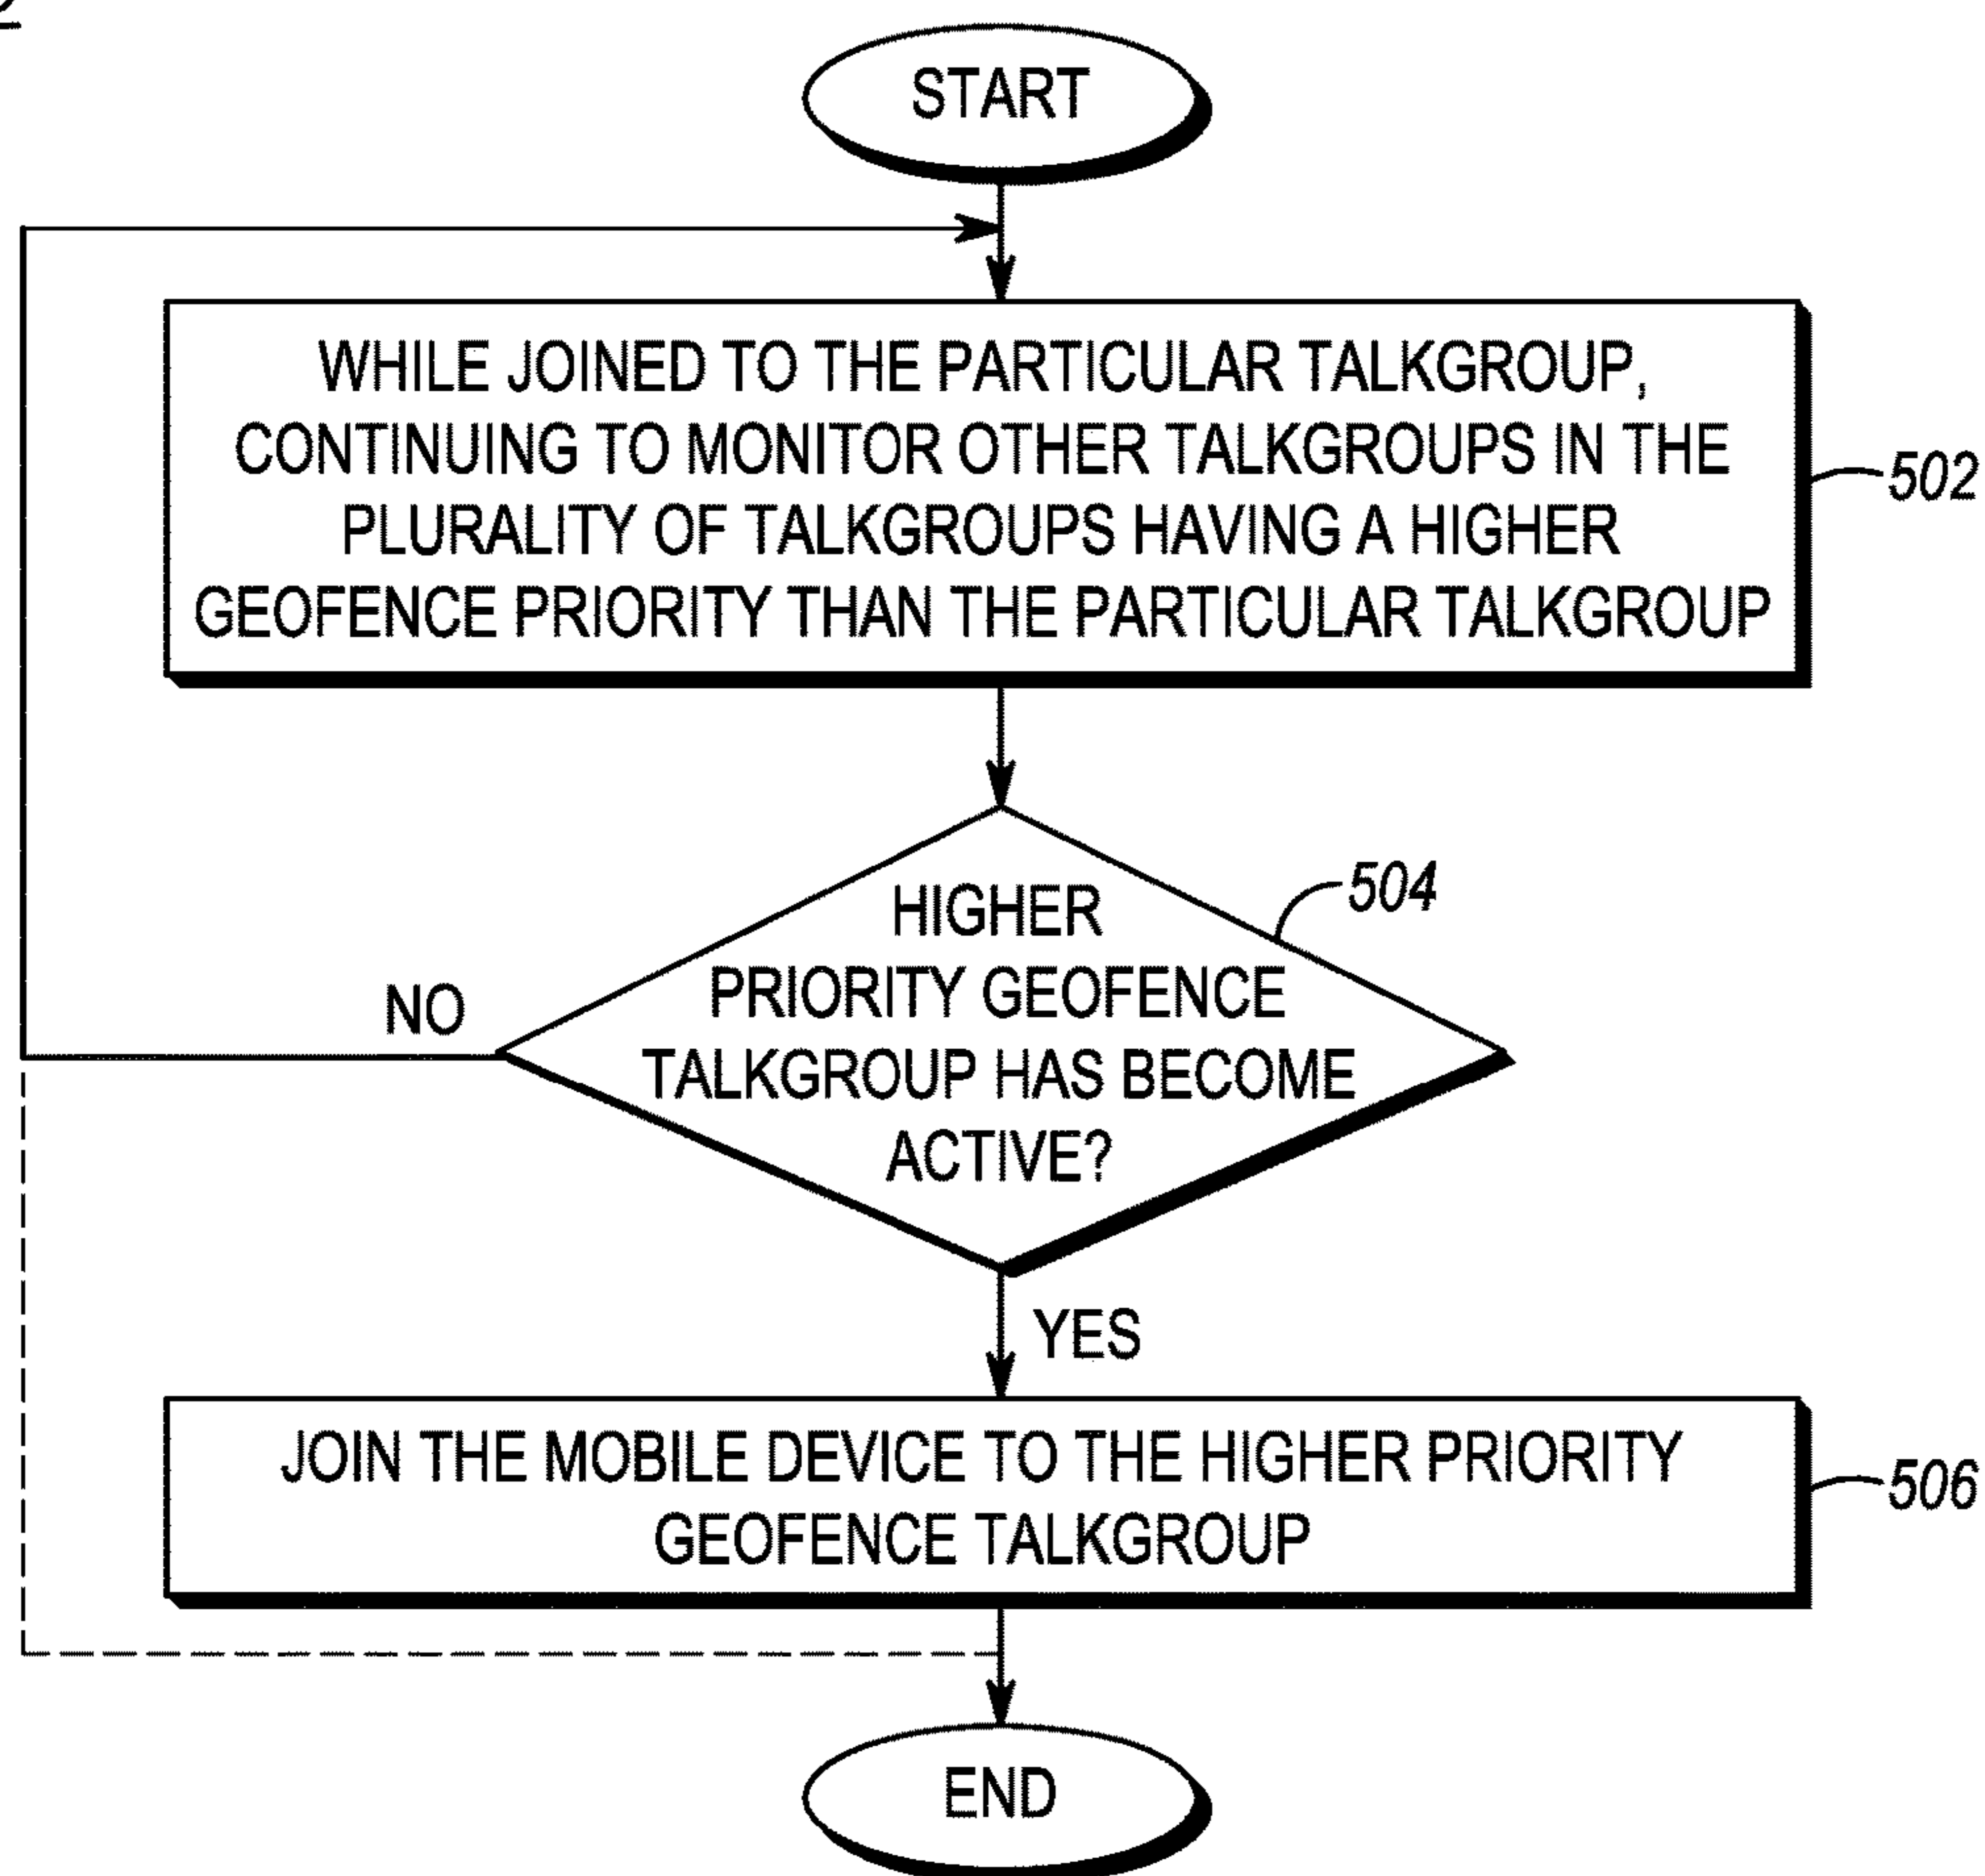 START
WHILE JOINED TO THE PARTICULAR TALKGROUP,
CONTINUING TO MONITOR OTHER TALKGROUPS IN THE
PLURALITY OF TALKGROUPS HAVING A HIGHER
GEOFENCE PRIORITY THAN THE PARTICULAR TALKGROUP
502
HIGHER
PRIORITY GEOFENCE
TALKGROUP HAS BECOME
ACTIVE?
504
NO
YES
JOIN THE MOBILE DEVICE TO THE HIGHER PRIORITY
GEOFENCE TALKGROUP
506
END